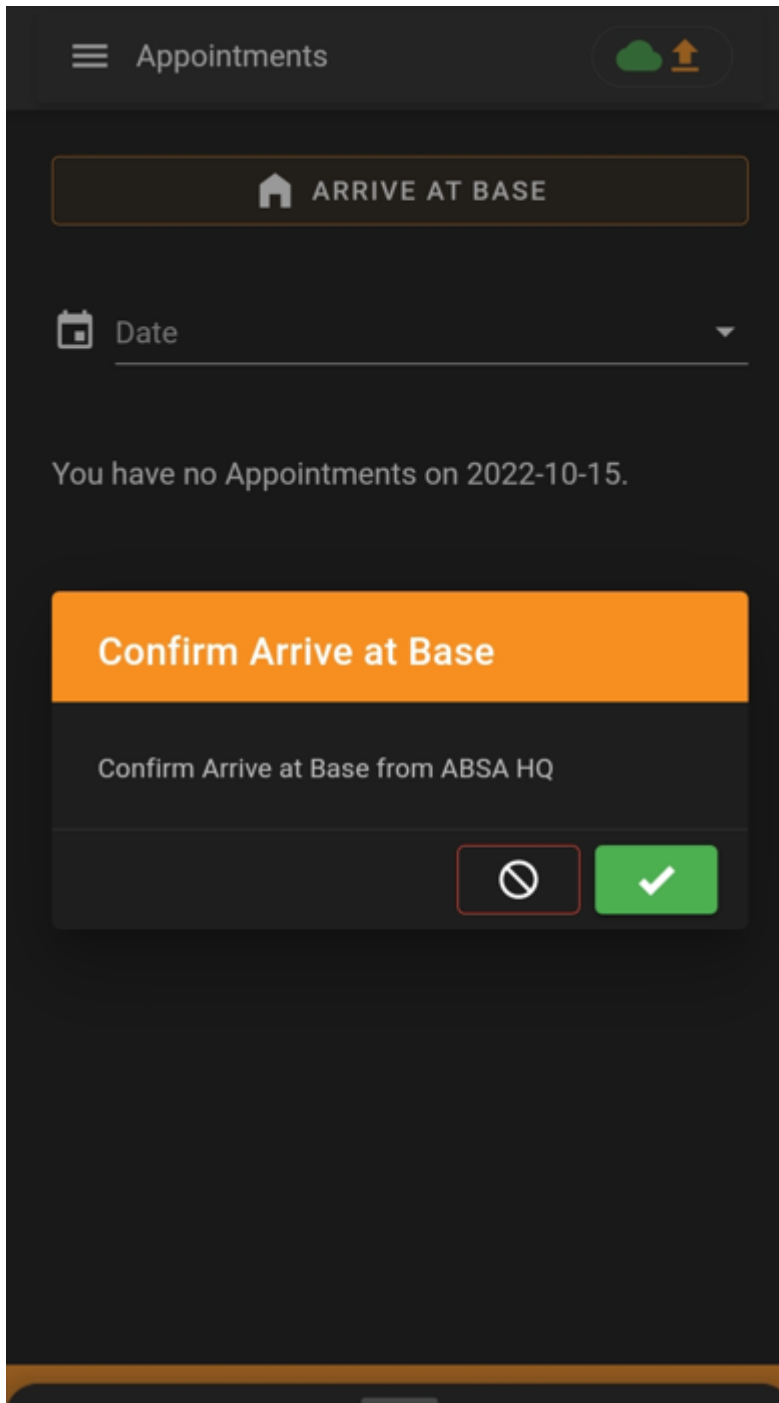 Appointments
ARRIVE AT BASE
Date
You have no Appointments on 2022-10-15.
Confirm Arrive at Base
Confirm Arrive at Base from ABSA HQ